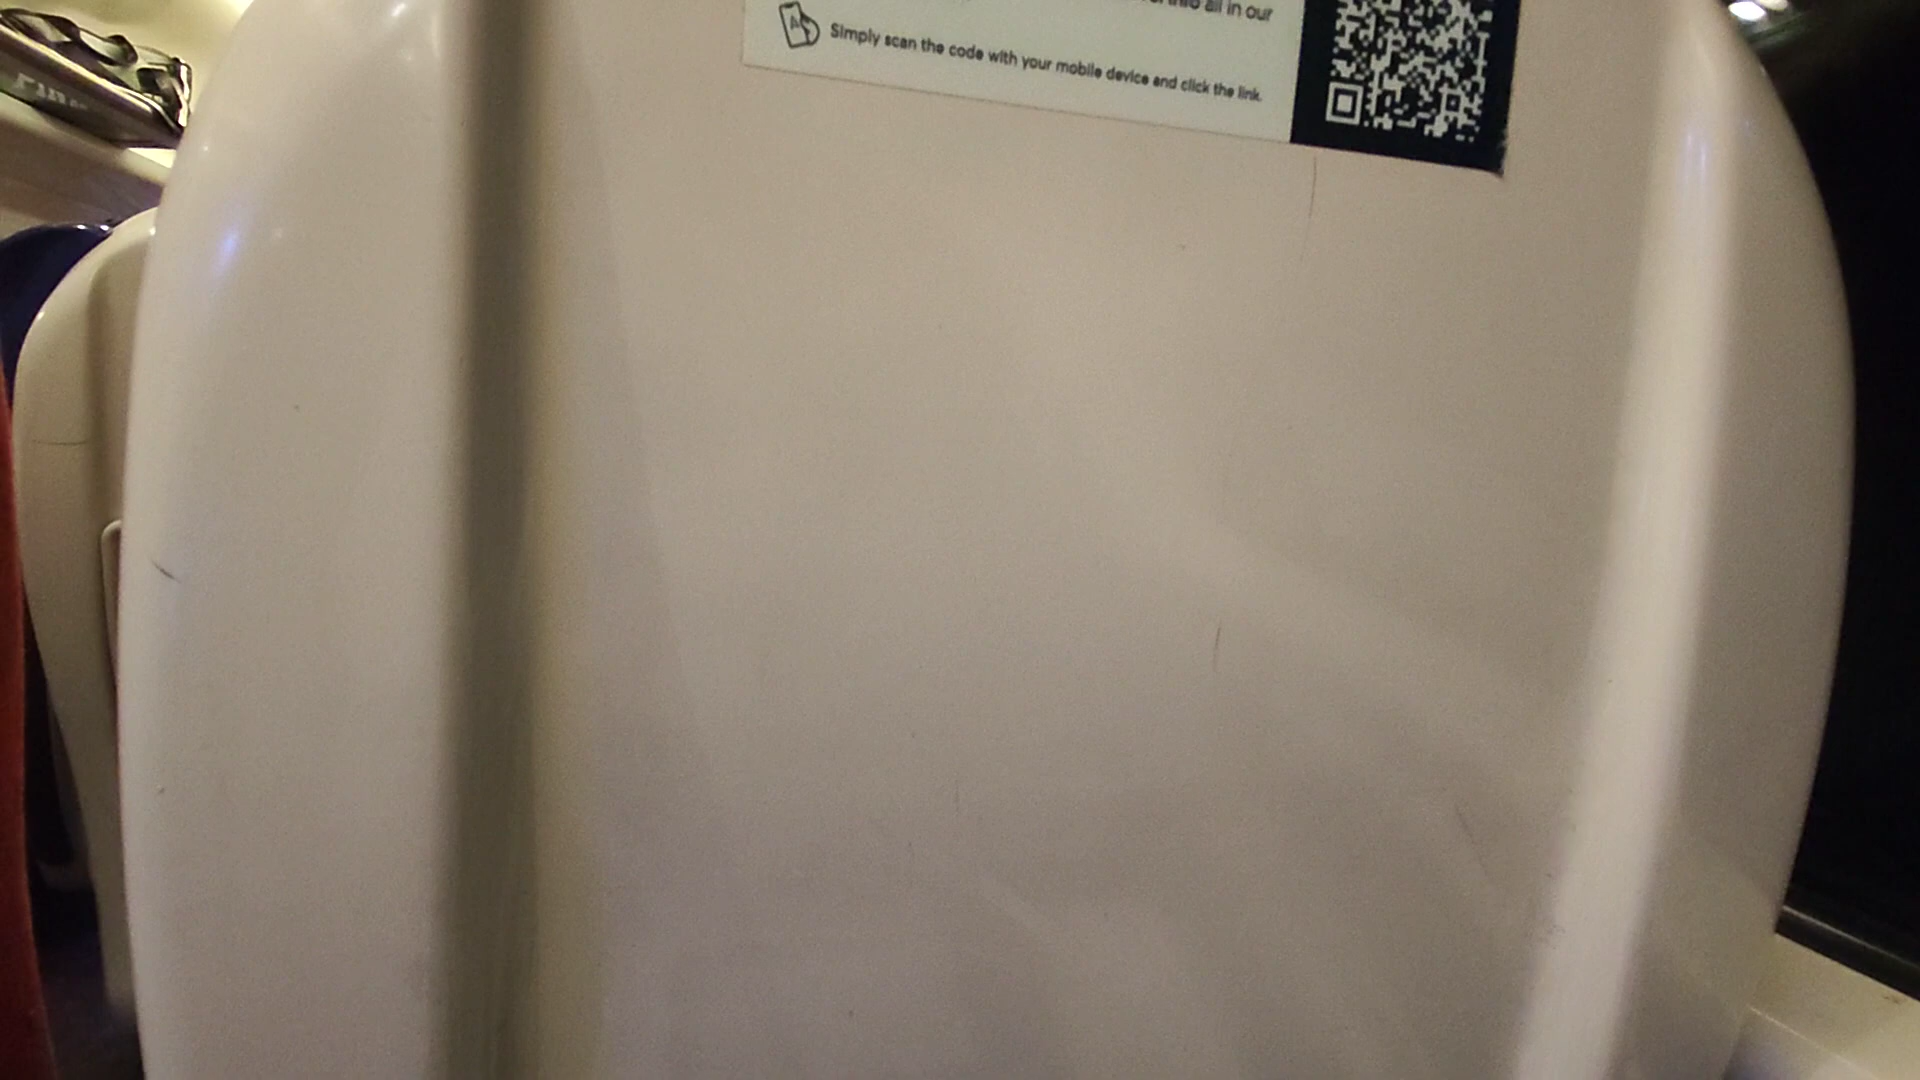 all in our
Simply scan the code with your mobile device and click the link.